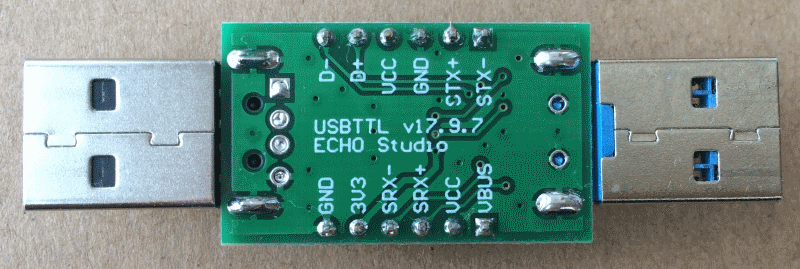 D- D+ VCC GND STX+ STX-
USBTTL v17.9.7
ECHO Studio
GND 3V3 SRX- SRX+ VCC VBUS